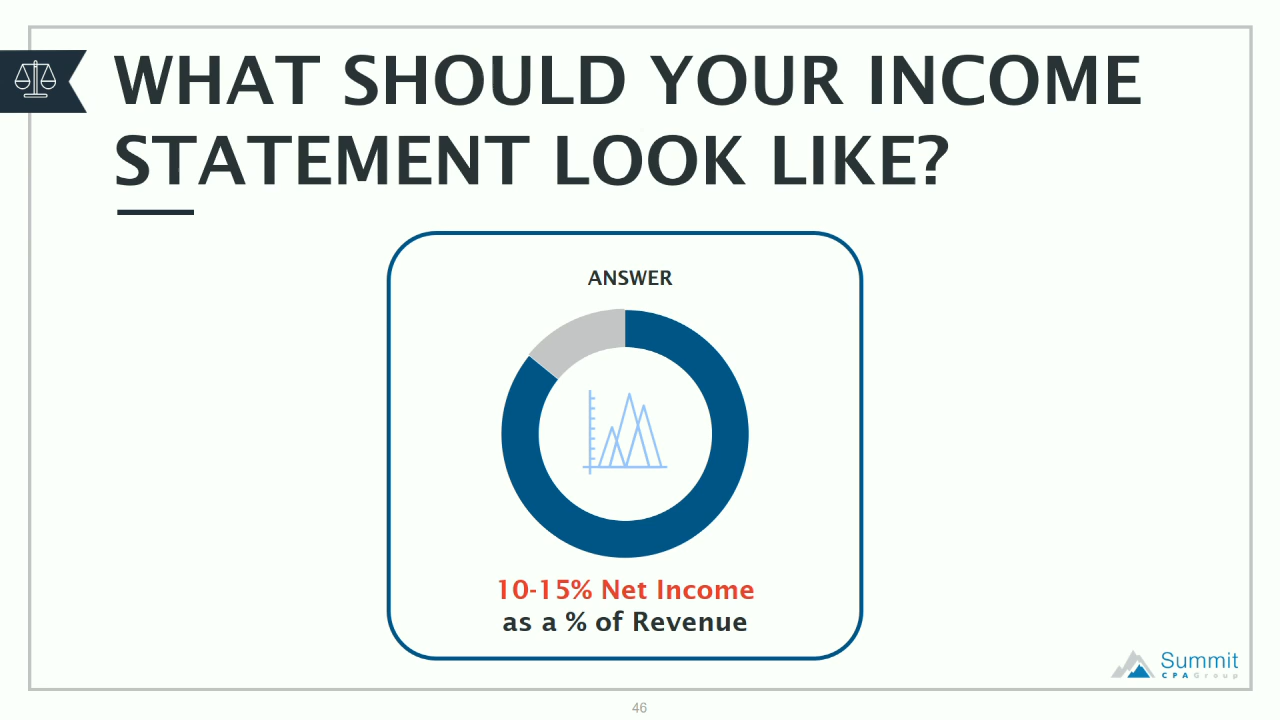 WHAT SHOULD YOUR INCOME
STATEMENT LOOK LIKE?
ANSWER
10-15% Net Income
as a % of Revenue
Summit
CPA Group
46